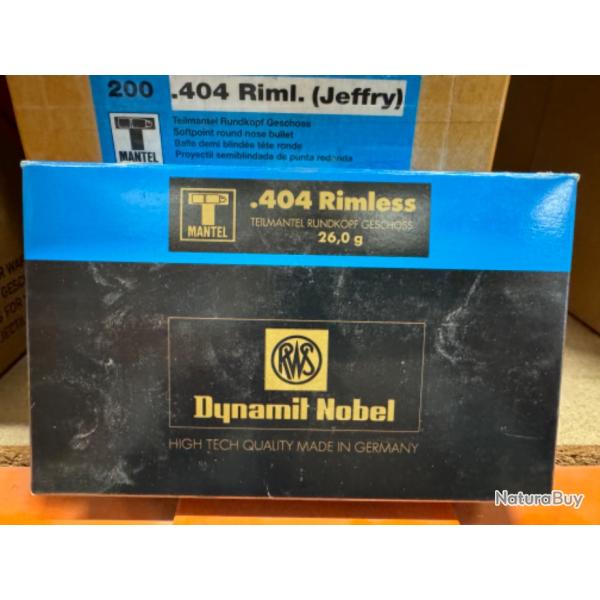 200 .404 Riml. (Jeffry)
T
MANTEL
Teilmantel Rundkopf Geschoss
Softpoint round nose bullet
Balle demi blindée tête ronde
Proyectil semiblindada de punta redonda
T
MANTEL
.404 Rimless
TEILMANTEL RUNDKOPF GESCHOSS
26,0 g
RWS
Dynamit Nobel
HIGH TECH QUALITY MADE IN GERMANY
NaturaBuy